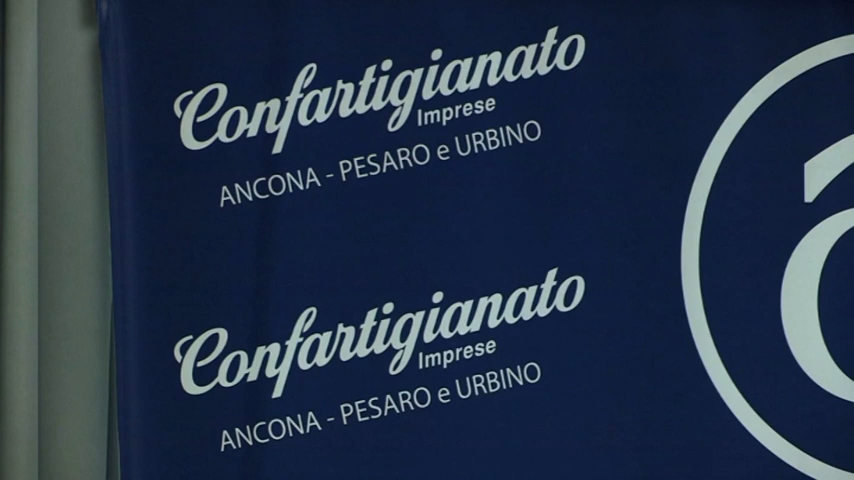 Confartigianato
Imprese
ANCONA - PESARO e URBINO
Confartigianato
Imprese
ANCONA - PESARO e URBINO